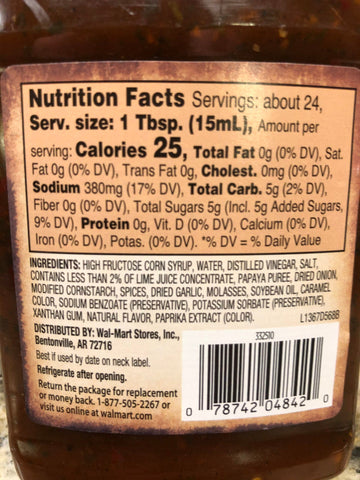 Nutrition Facts Servings: about 24,
Serv. size: 1 Tbsp. (15mL), Amount per
serving: Calories 25, Total Fat 0g (0% DV), Sat.
Fat 0g (0% DV), Trans Fat 0g, Cholest. 0mg (0% DV),
Sodium 380mg (17% DV), Total Carb. 5g (2% DV),
Fiber 0g (0% DV), Total Sugars 5g (Incl. 5g Added Sugars,
9% DV), Protein 0g, Vit. D (0% DV), Calcium (0% DV),
Iron (0% DV), Potas. (0% DV). *% DV = % Daily Value
INGREDIENTS: HIGH FRUCTOSE CORN SYRUP, WATER, DISTILLED VINEGAR, SALT,
CONTAINS LESS THAN 2% OF LIME JUICE CONCENTRATE, PAPAYA PUREE, DRIED ONION,
MODIFIED CORNSTARCH, SPICES, DRIED GARLIC, MOLASSES, SOYBEAN OIL, CARAMEL
COLOR, SODIUM BENZOATE (PRESERVATIVE), POTASSIUM SORBATE (PRESERVATIVE),
XANTHAN GUM, NATURAL FLAVOR, PAPRIKA EXTRACT (COLOR).
L1367D568B
DISTRIBUTED BY: Wal-Mart Stores, Inc.,
Bentonville, AR 72716
Best if used by date on neck label.
Refrigerate after opening.
Return the package for replacement
or money back. 1-877-505-2267 or
visit us online at walmart.com.
332510
0 78742 04842 0